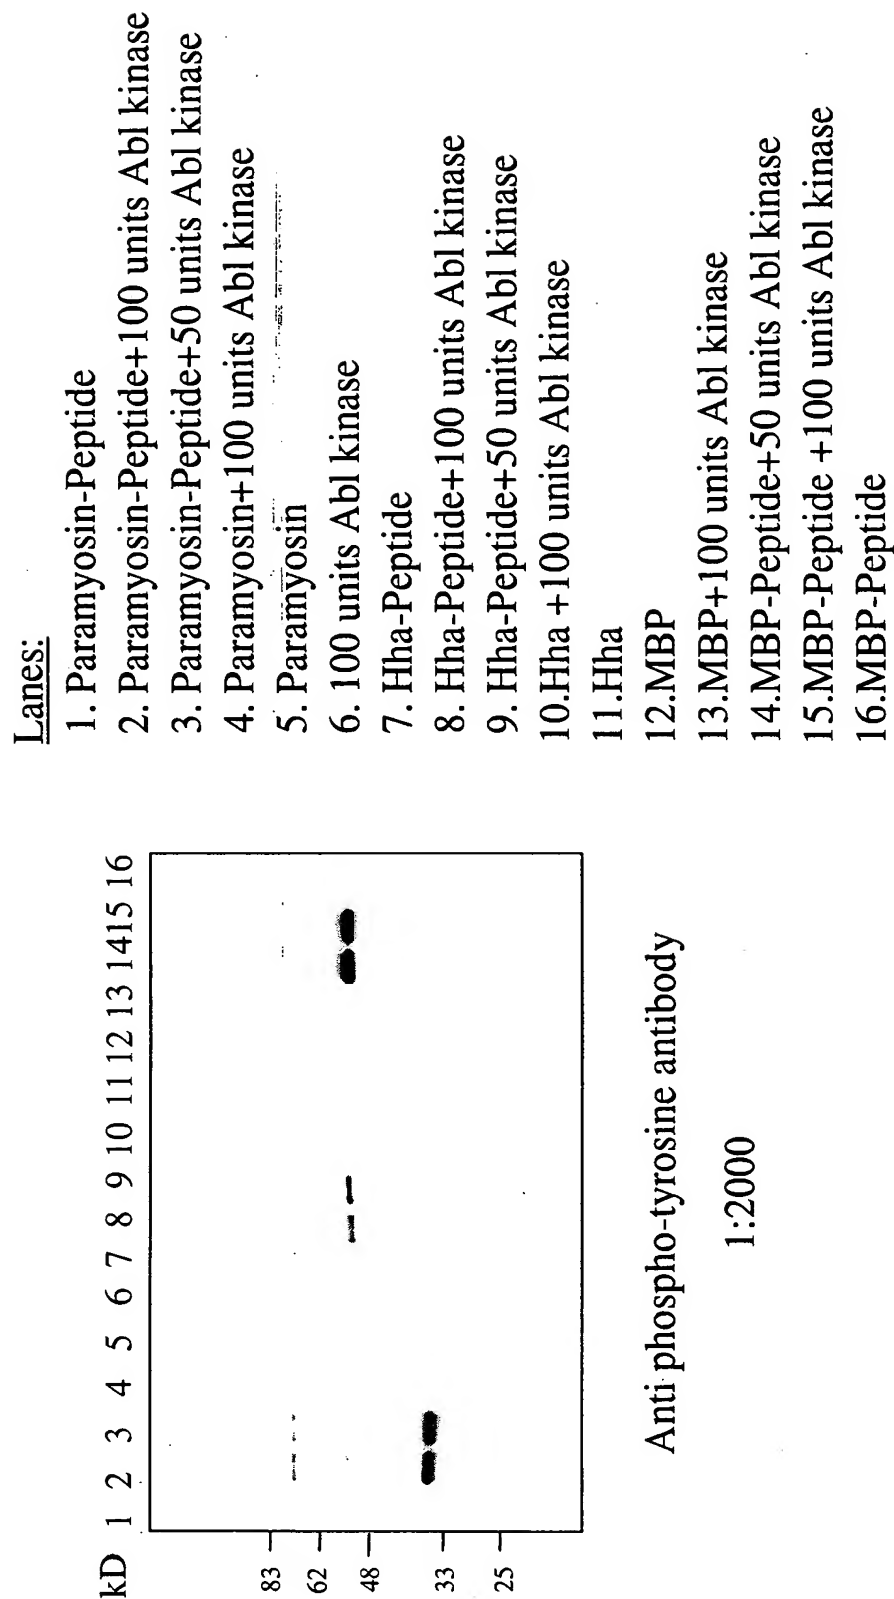 kD
1 2 3 4 5 6 7 8 9 10 11 12 13 1415 16
83
62
48
33
25
Anti phospho-tyrosine antibody
1:2000
Lanes:
1. Paramyosin-Peptide
2. Paramyosin-Peptide+100 units Abl kinase
3. Paramyosin-Peptide+50 units Abl kinase
4. Paramyosin+100 units Abl kinase
5. Paramyosin
6. 100 units Abl kinase
7. Hha-Peptide
8. Hha-Peptide+100 units Abl kinase
9. Hha-Peptide+50 units Abl kinase
10.Hha +100 units Abl kinase
11.Hha
12.MBP
13.MBP+100 units Abl kinase
14.MBP-Peptide+50 units Abl kinase
15.MBP-Peptide +100 units Abl kinase
16.MBP-Peptide